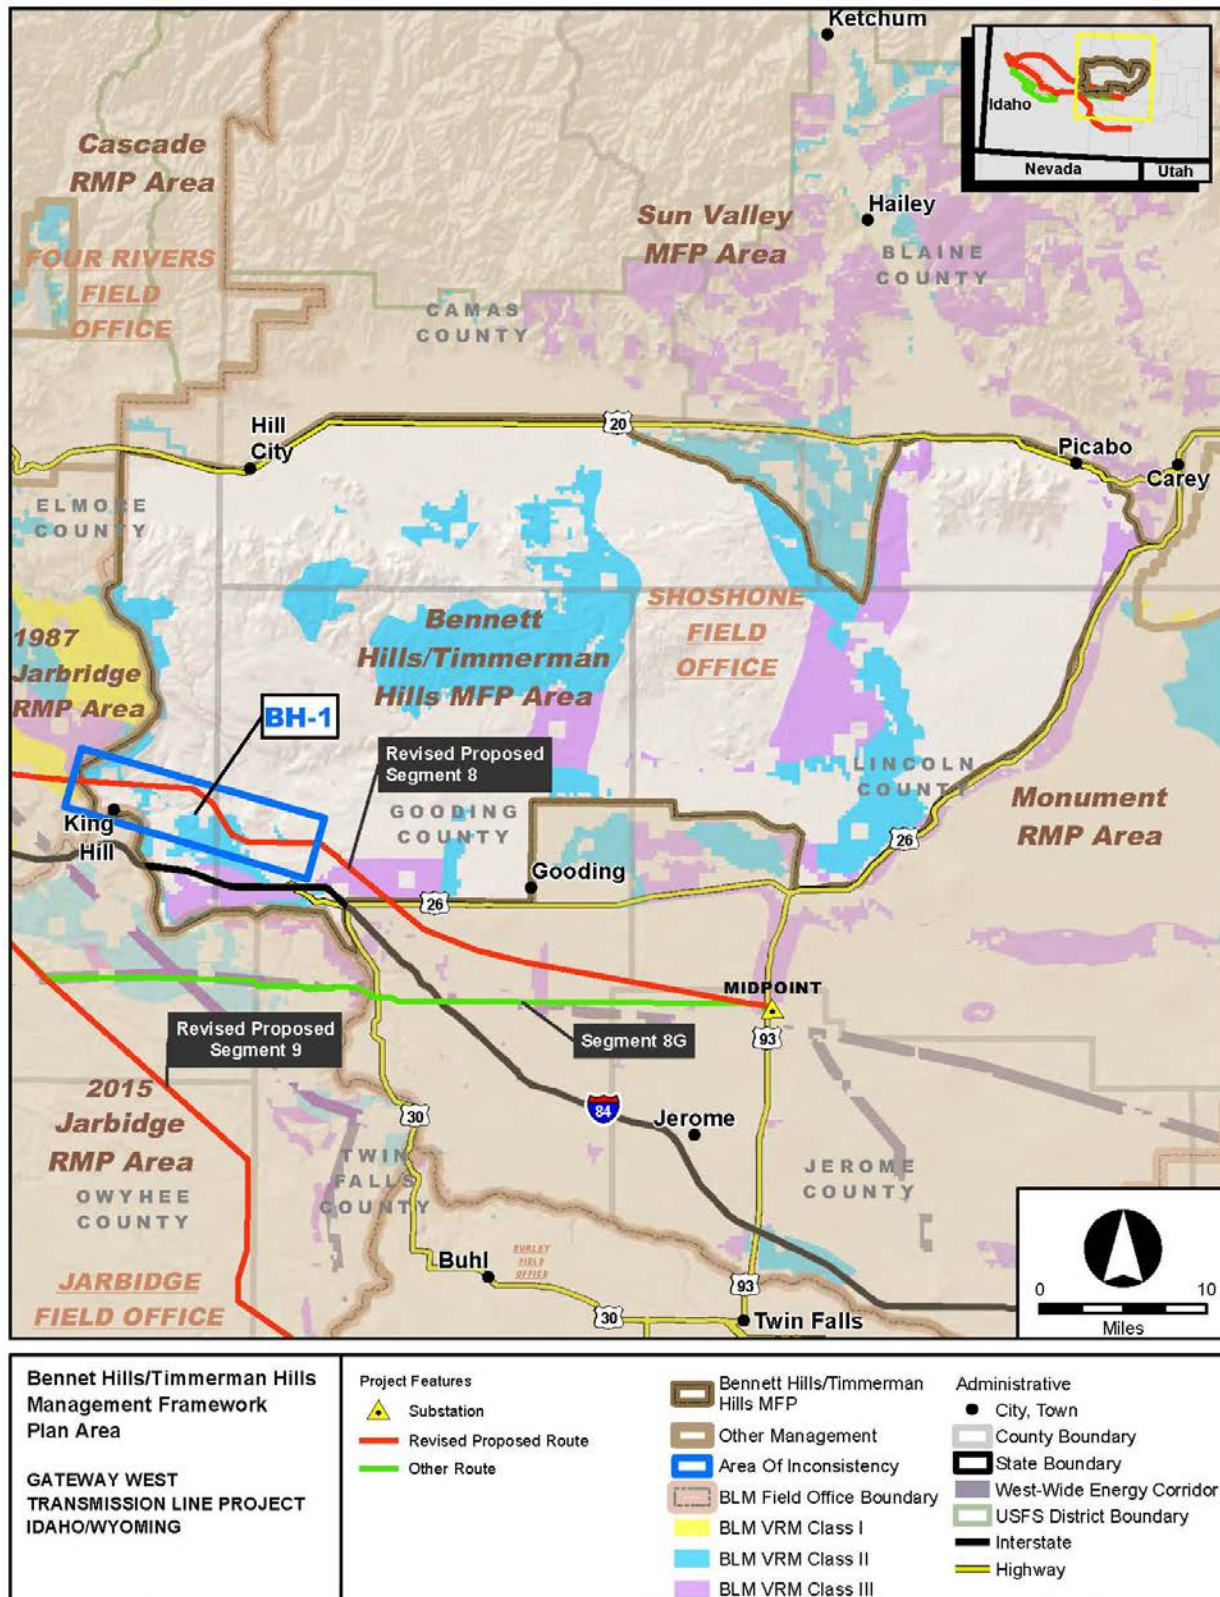 Ketchum
Idaho
Nevada
Utah
Cascade
RMP Area
Hailey
Sun Valley
MFP Area
BLAINE
COUNTY
FOUR RIVERS
FIELD
OFFICE
CAMAS
COUNTY
Hill
City
20
Picabo
Carey
ELMORE
COUNTY
SHOSHONE
FIELD
OFFICE
Bennett
Hills/Timmerman
Hills MFP Area
1987
Jarbridge
RMP Area
BH-1
Revised Proposed
Segment 8
LINCOLN
COUNTY
Monument
RMP Area
GOODING
COUNTY
King
Hill
26
Gooding
26
MIDPOINT
Revised Proposed
Segment 9
Segment 8G
93
2015
Jarbidge
RMP Area
84
30
Jerome
TWIN
FALLS
COUNTY
JEROME
COUNTY
OWYHEE
COUNTY
BURLEY
FIELD
OFFICE
Buhl
JARBIDGE
FIELD OFFICE
93
30
Twin Falls
0
10
Miles
Bennet Hills/Timmerman Hills
Management Framework
Plan Area
GATEWAY WEST
TRANSMISSION LINE PROJECT
IDAHO/WYOMING
Project Features
Substation
Revised Proposed Route
Other Route
Bennett Hills/Timmerman
Hills MFP
Other Management
Area Of Inconsistency
BLM Field Office Boundary
BLM VRM Class I
BLM VRM Class II
BLM VRM Class III
Administrative
City, Town
County Boundary
State Boundary
West-Wide Energy Corridor
USFS District Boundary
Interstate
Highway